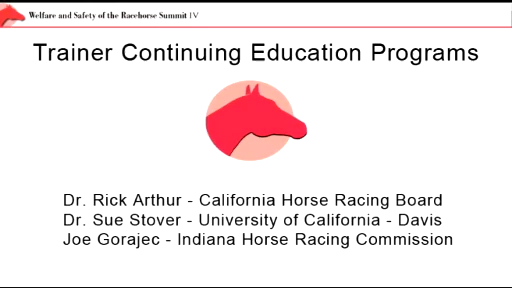 Welfare and Safety of the Racehorse Summit IV
Trainer Continuing Education Programs
Dr. Rick Arthur - California Horse Racing Board
Dr. Sue Stover - University of California - Davis
Joe Gorajec - Indiana Horse Racing Commission